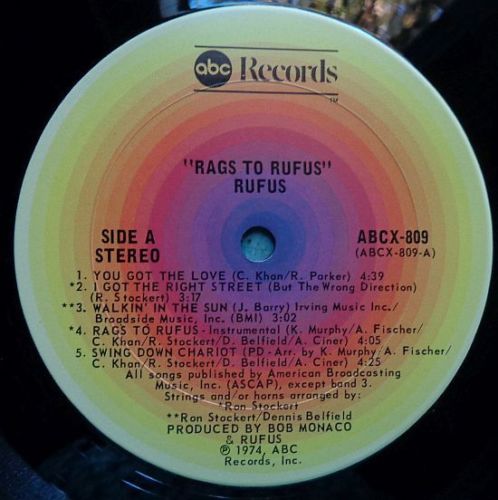 abc Records
TM
"RAGS TO RUFUS"
RUFUS
SIDE A
STEREO
ABCX-809
(ABCX-809-A)
1. YOU GOT THE LOVE (C. Khan/R. Parker) 4:39
*2. I GOT THE RIGHT STREET (But The Wrong Direction)
(R. Stockert) 3:17
**3. WALKIN' IN THE SUN (J. Barry) Irving Music Inc./
Broadside Music, Inc. (BMI) 3:02
*4. RAGS TO RUFUS - Instrumental (K. Murphy/A. Fischer/
C. Khan/R. Stockert/D. Belfield/A. Ciner) 4:05
5. SWING DOWN CHARIOT (PD - Arr. by K. Murphy/A. Fischer/
C. Khan/R. Stockert/D. Belfield/A. Ciner) 4:25
All songs published by American Broadcasting
Music, Inc. (ASCAP), except band 3.
Strings and/or horns arranged by:
*Ron Stockert
**Ron Stockert/Dennis Belfield
PRODUCED BY BOB MONACO
& RUFUS
℗ 1974, ABC
Records, Inc.